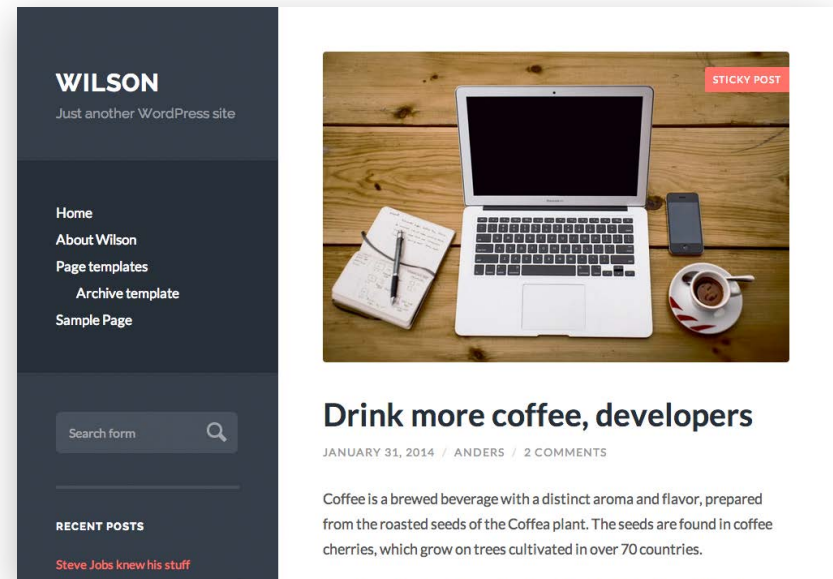 WILSON
Just another WordPress site
Home
About Wilson
Page templates
Archive template
Sample Page
Search form
RECENT POSTS
Steve Jobs knew his stuff
STICKY POST
Drink more coffee, developers
JANUARY 31, 2014 / ANDERS / 2 COMMENTS
Coffee is a brewed beverage with a distinct aroma and flavor, prepared
from the roasted seeds of the Coffea plant. The seeds are found in coffee
cherries, which grow on trees cultivated in over 70 countries.